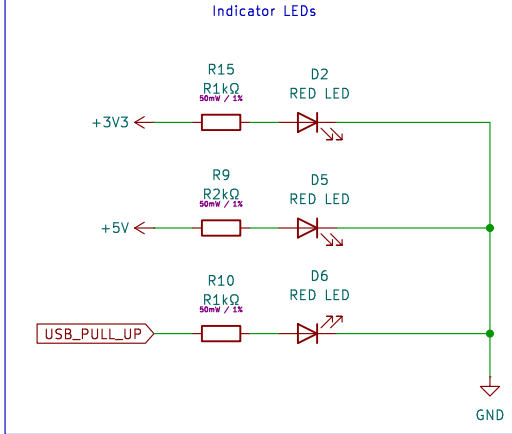 Indicator LEDs
R15
R1kΩ
50mW / 1%
D2
RED LED
+3V3
R9
R2kΩ
50mW / 1%
D5
RED LED
+5V
R10
R1kΩ
50mW / 1%
D6
RED LED
USB_PULL_UP
GND